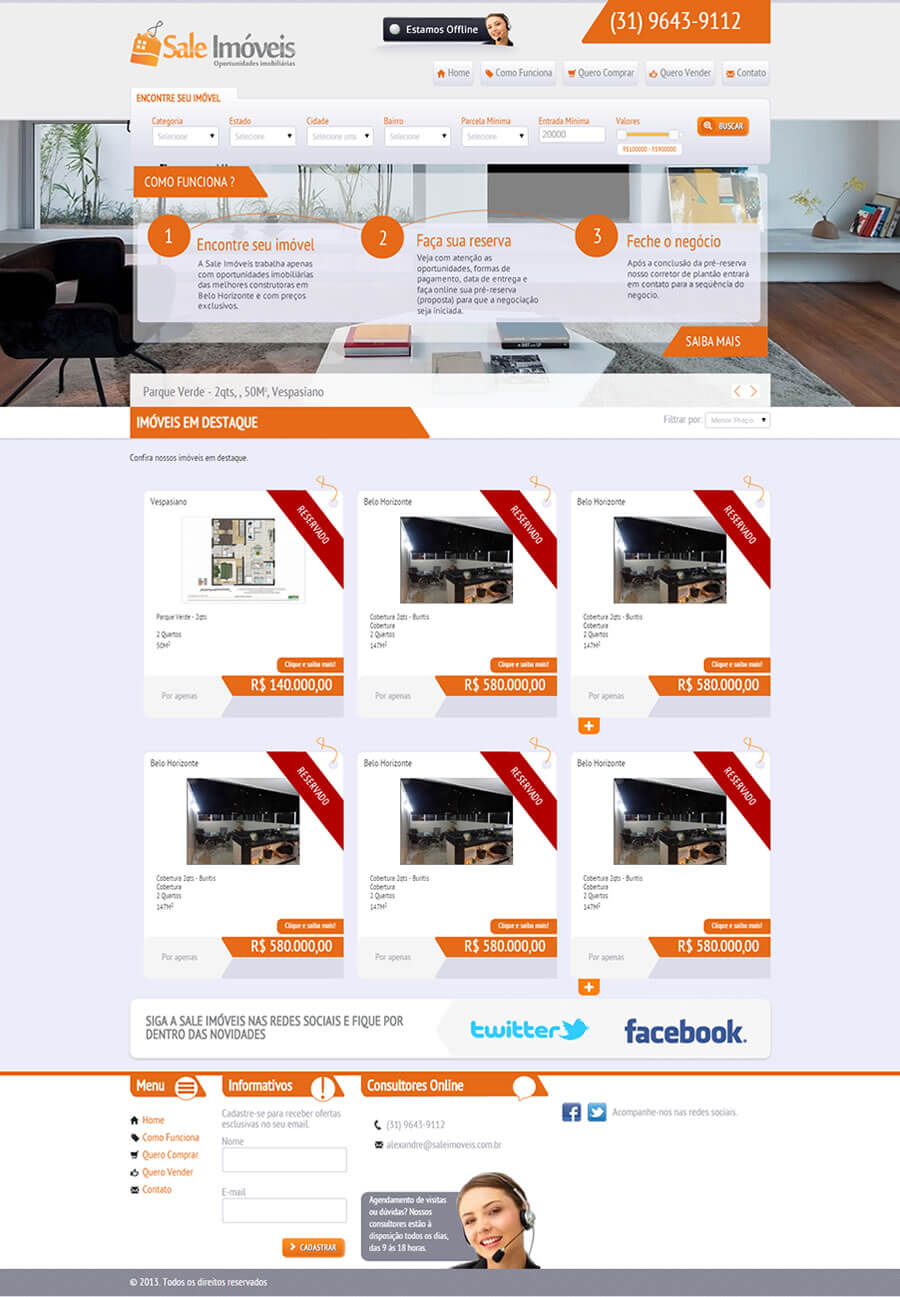 Sale Imóveis
Oportunidades imobiliárias
Estamos Offline
(31) 9643-9112
Home
Como Funciona
Quero Comprar
Quero Vender
Contato
ENCONTRE SEU IMÓVEL
Categoria
Estado
Cidade
Bairro
Parcela Mínima
Entrada Mínima
Valores
Selecione
Selecione
Selecione
Selecione
Selecione
20000
R$100000 - R$900000
BUSCAR
COMO FUNCIONA ?
1
Encontre seu imóvel
A Sale Imóveis trabalha apenas
com oportunidades imobiliárias
das melhores construtoras em
Belo Horizonte e com preços
exclusivos.
2
Faça sua reserva
Veja com atenção as
oportunidades, formas de
pagamento, data de entrega e
faça online sua pré-reserva
(proposta) para que a negociação
seja iniciada.
3
Feche o negócio
Após a conclusão da pré-reserva
nosso corretor de plantão entrará
em contato para a seqüência do
negocio.
SAIBA MAIS
Parque Verde - 2qts, , 50M², Vespasiano
IMÓVEIS EM DESTAQUE
Filtrar por:
Menor Preço
Confira nossos imóveis em destaque.
Vespasiano
RESERVADO
Parque Verde - 2qts
2 Quartos
50M²
Clique e saiba mais!
Por apenas
R$ 140.000,00
Belo Horizonte
RESERVADO
Cobertura 2qts - Buritis
Cobertura
2 Quartos
147M²
Clique e saiba mais!
Por apenas
R$ 580.000,00
Belo Horizonte
RESERVADO
Cobertura 2qts - Buritis
Cobertura
2 Quartos
147M²
Clique e saiba mais!
Por apenas
R$ 580.000,00
Belo Horizonte
RESERVADO
Cobertura 2qts - Buritis
Cobertura
2 Quartos
147M²
Clique e saiba mais!
Por apenas
R$ 580.000,00
Belo Horizonte
RESERVADO
Cobertura 2qts - Buritis
Cobertura
2 Quartos
147M²
Clique e saiba mais!
Por apenas
R$ 580.000,00
Belo Horizonte
RESERVADO
Cobertura 2qts - Buritis
Cobertura
2 Quartos
147M²
Clique e saiba mais!
Por apenas
R$ 580.000,00
SIGA A SALE IMÓVEIS NAS REDES SOCIAIS E FIQUE POR
DENTRO DAS NOVIDADES
twitter
facebook.
Menu
Home
Como Funciona
Quero Comprar
Quero Vender
Contato
Informativos
Cadastre-se para receber ofertas
exclusivas no seu email.
Nome
E-mail
CADASTRAR
Consultores Online
(31) 9643-9112
alexandre@saleimoveis.com.br
Agendamento de visitas
ou dúvidas? Nossos
consultores estão à
disposição todos os dias,
das 9 às 18 horas.
Acompanhe-nos nas redes sociais.
© 2013. Todos os direitos reservados